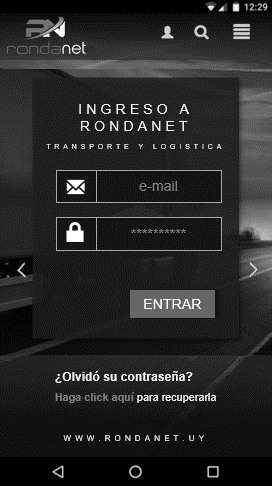 12:29
RN
rondanet
INGRESO A
RONDANET
TRANSPORTE Y LOGISTICA
e-mail
**********
ENTRAR
¿Olvidó su contraseña?
Haga click aquí para recuperarla
WWW.RONDANET.UY